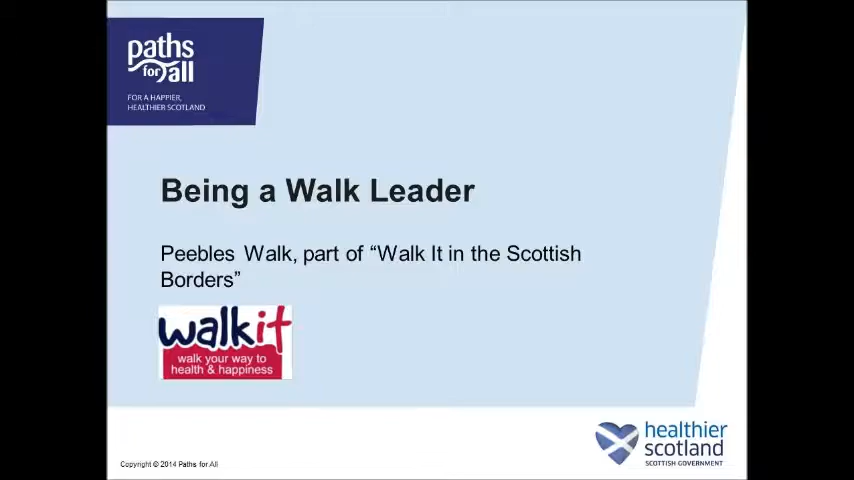 paths
for all
FOR A HAPPIER,
HEALTHIER SCOTLAND
Being a Walk Leader
Peebles Walk, part of “Walk It in the Scottish
Borders”
walkit
walk your way to
health & happiness
healthier
scotland
SCOTTISH GOVERNMENT
Copyright © 2014 Paths for All